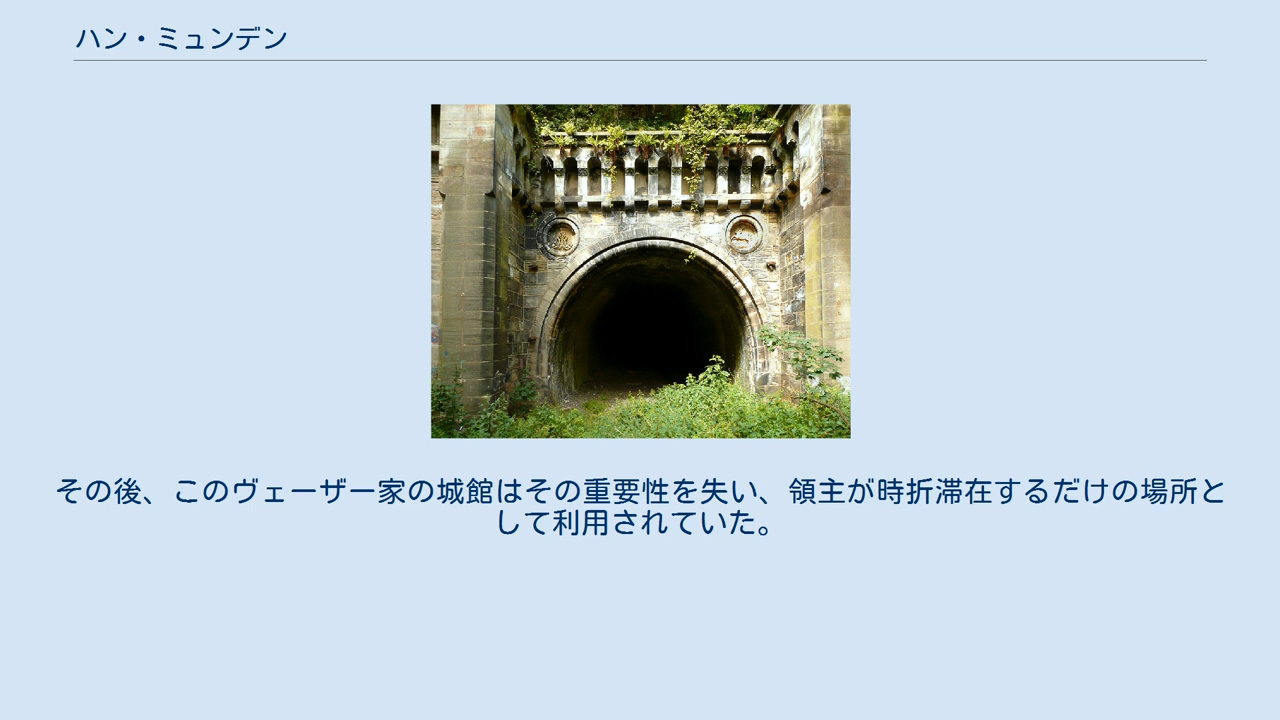 ハン・ミュンデン
その後、このヴェーザー家の城館はその重要性を失い、領主が時折滞在するだけの場所と
して利用されていた。